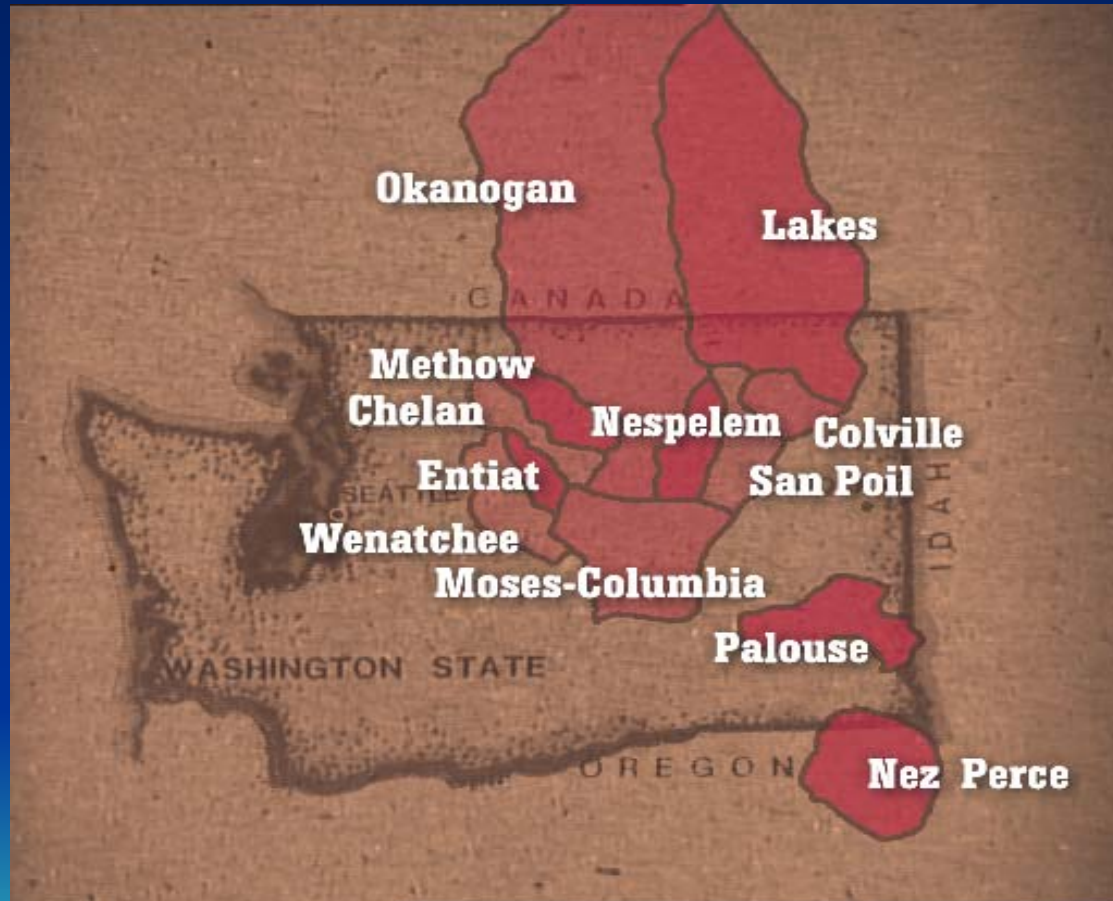 Okanogan
Lakes
CANADA
Methow
Chelan
Nespelem
Colville
Entiat
San Poil
SEATTLE
Wenatchee
IDAH
Moses-Columbia
Palouse
WASHINGTON STATE
OREGON
Nez Perce